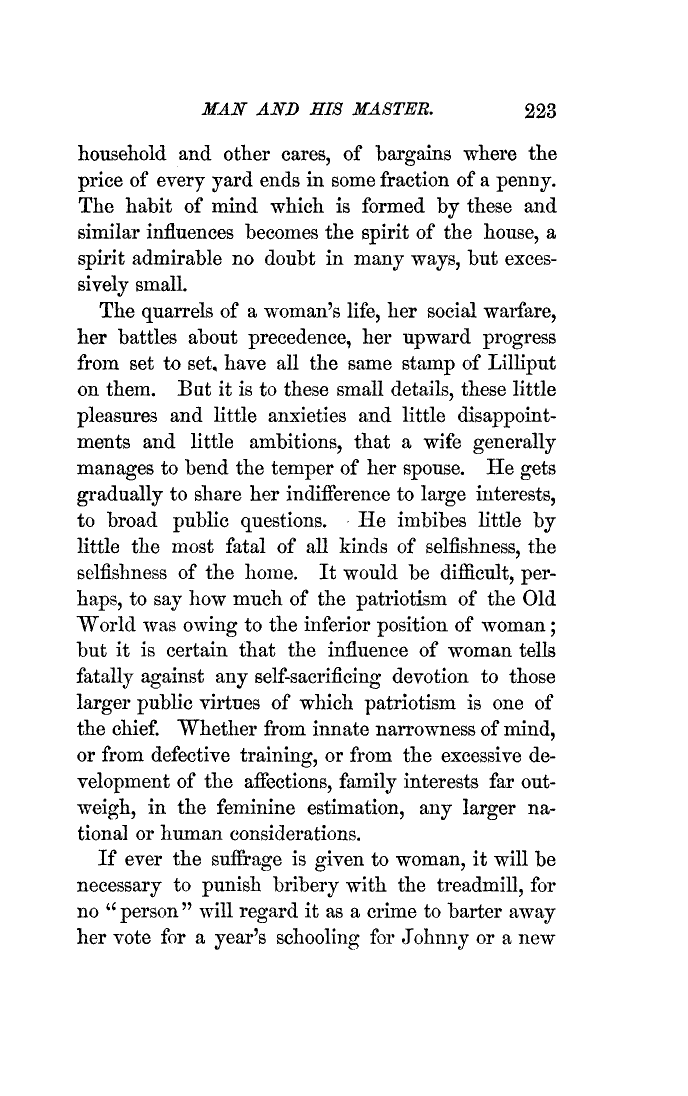 MAN AND HIS MASTER. 223
household and other cares, of bargains where the
price of every yard ends in some fraction of a penny.
The habit of mind which is formed by these and
similar influences becomes the spirit of the house, a
spirit admirable no doubt in many ways, but exces-
sively small.
The quarrels of a woman's life, her social warfare,
her battles about precedence, her upward progress
from set to set, have all the same stamp of Lilliput
on them. But it is to these small details, these little
pleasures and little anxieties and little disappoint-
ments and little ambitions, that a wife generally
manages to bend the temper of her spouse. He gets
gradually to share her indifference to large interests,
to broad public questions. He imbibes little by
little the most fatal of all kinds of selfishness, the
selfishness of the home. It would be difficult, per-
haps, to say how much of the patriotism of the Old
World was owing to the inferior position of woman;
but it is certain that the influence of woman tells
fatally against any self-sacrificing devotion to those
larger public virtues of which patriotism is one of
the chief. Whether from innate narrowness of mind,
or from defective training, or from the excessive de-
velopment of the affections, family interests far out-
weigh, in the feminine estimation, any larger na-
tional or human considerations.
If ever the suffrage is given to woman, it will be
necessary to punish bribery with the treadmill, for
no "person" will regard it as a crime to barter away
her vote for a year's schooling for Johnny or a new